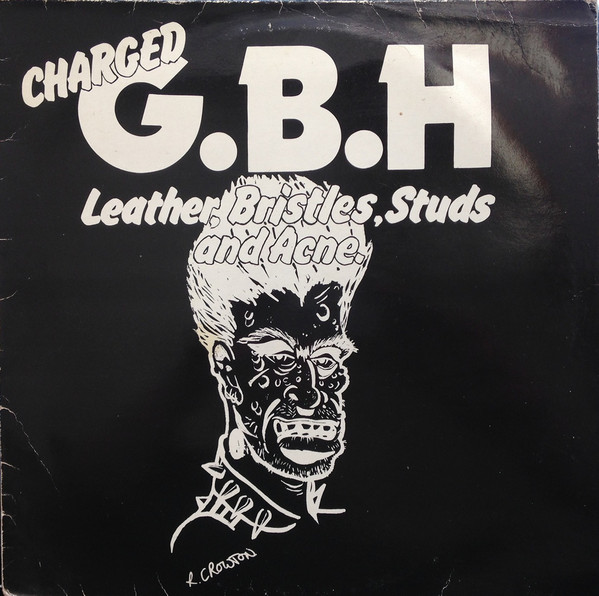 CHARGED
G.B.H
Leather, Bristles, Studs
and Acne.
R. CROWTON